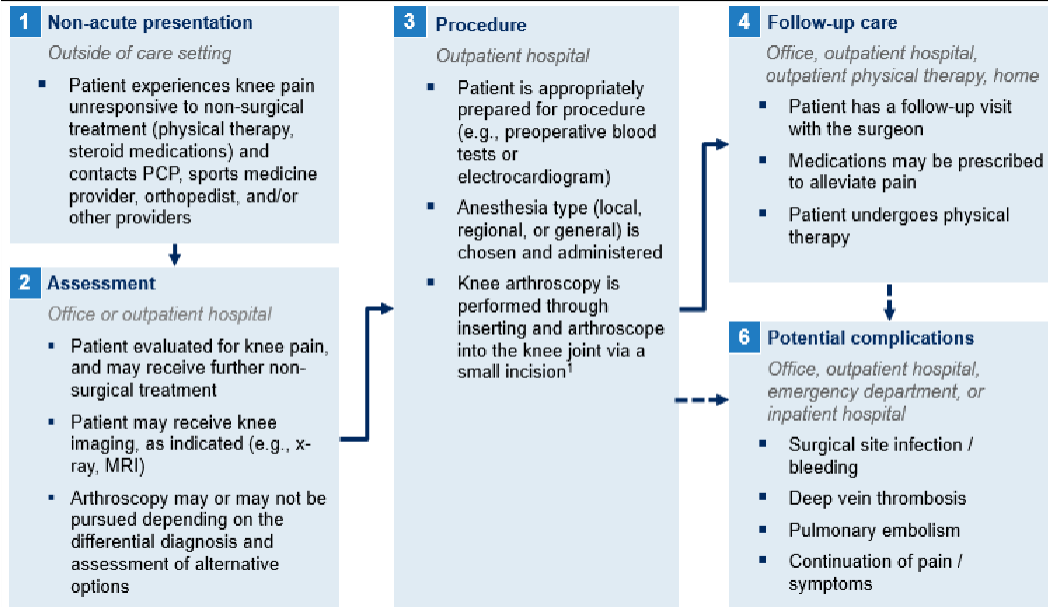 1 Non-acute presentation
Outside of care setting
▪ Patient experiences knee pain
unresponsive to non-surgical
treatment (physical therapy,
steroid medications) and
contacts PCP, sports medicine
provider, orthopedist, and/or
other providers
2 Assessment
Office or outpatient hospital
▪ Patient evaluated for knee pain,
and may receive further non-
surgical treatment
▪ Patient may receive knee
imaging, as indicated (e.g., x-
ray, MRI)
▪ Arthroscopy may or may not be
pursued depending on the
differential diagnosis and
assessment of alternative
options
3 Procedure
Outpatient hospital
▪ Patient is appropriately
prepared for procedure
(e.g., preoperative blood
tests or
electrocardiogram)
▪ Anesthesia type (local,
regional, or general) is
chosen and administered
▪ Knee arthroscopy is
performed through
inserting and arthroscope
into the knee joint via a
small incision¹
4 Follow-up care
Office, outpatient hospital,
outpatient physical therapy, home
▪ Patient has a follow-up visit
with the surgeon
▪ Medications may be prescribed
to alleviate pain
▪ Patient undergoes physical
therapy
6 Potential complications
Office, outpatient hospital,
emergency department, or
inpatient hospital
▪ Surgical site infection /
bleeding
▪ Deep vein thrombosis
▪ Pulmonary embolism
▪ Continuation of pain /
symptoms